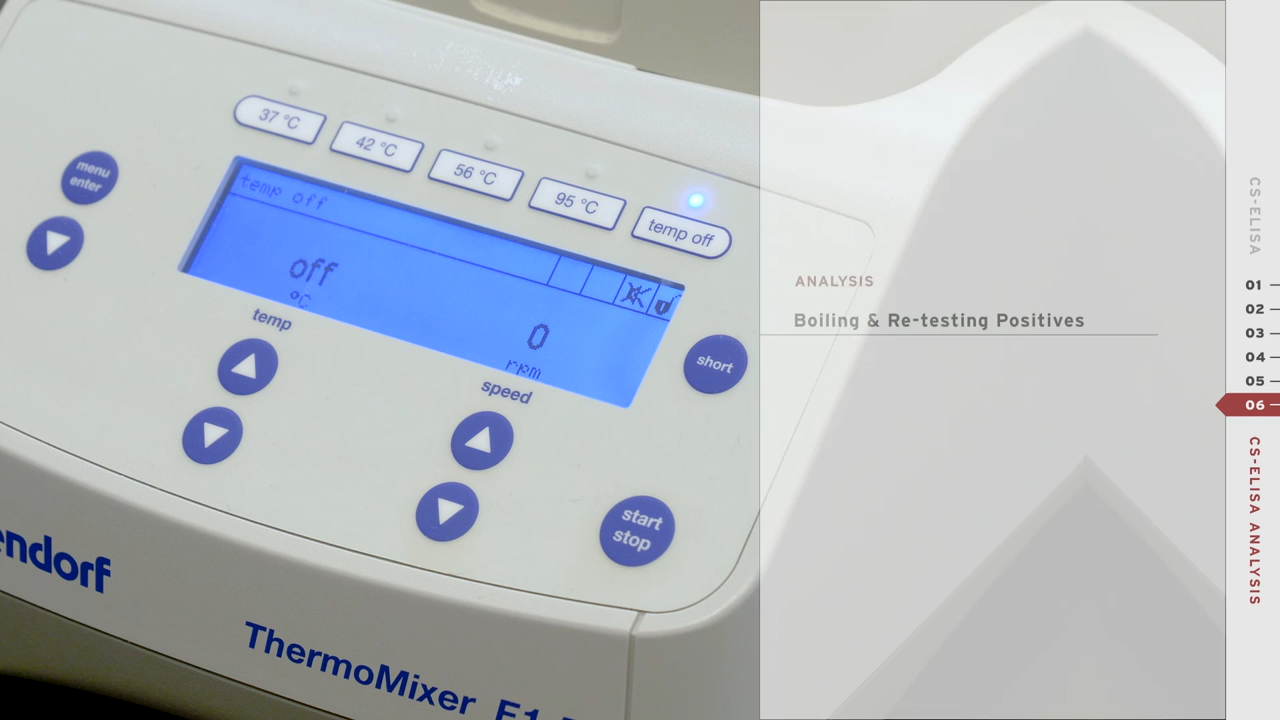 37 °C
42 °C
56 °C
95 °C
temp off
menu
enter
temp off
off
°C
0
rpm
temp
speed
short
start
stop
endorf
ThermoMixer F1.
ANALYSIS
Boiling & Re-testing Positives
CS-ELISA
01
02
03
04
05
06
CS-ELISA ANALYSIS